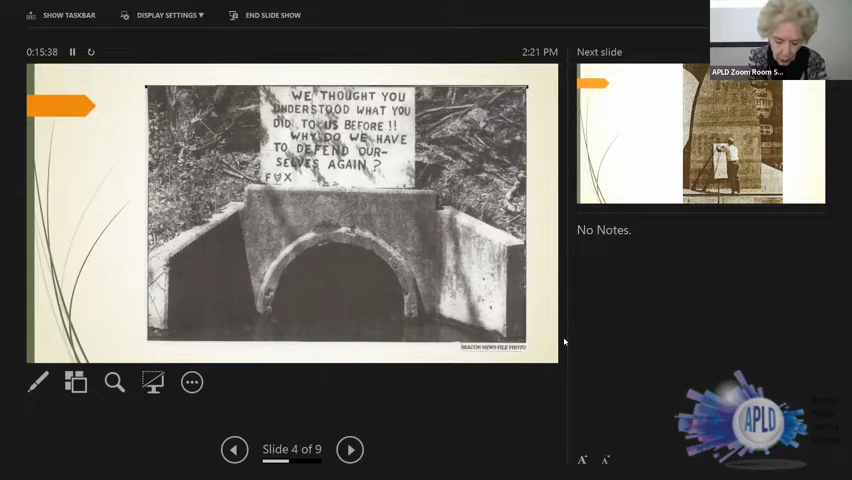 SHOW TASKBAR
DISPLAY SETTINGS ▼
END SLIDE SHOW
0:15:38
2:21 PM
Next slide
APLD Zoom Room S...
WE THOUGHT YOU
UNDERSTOOD WHAT YOU
DID TO US BEFORE!!
WHY DO WE HAVE
TO DEFEND OUR-
SELVES AGAIN?
FOX
BEACON NEWS FILE PHOTO
No Notes.
Slide 4 of 9
A
A
APLD